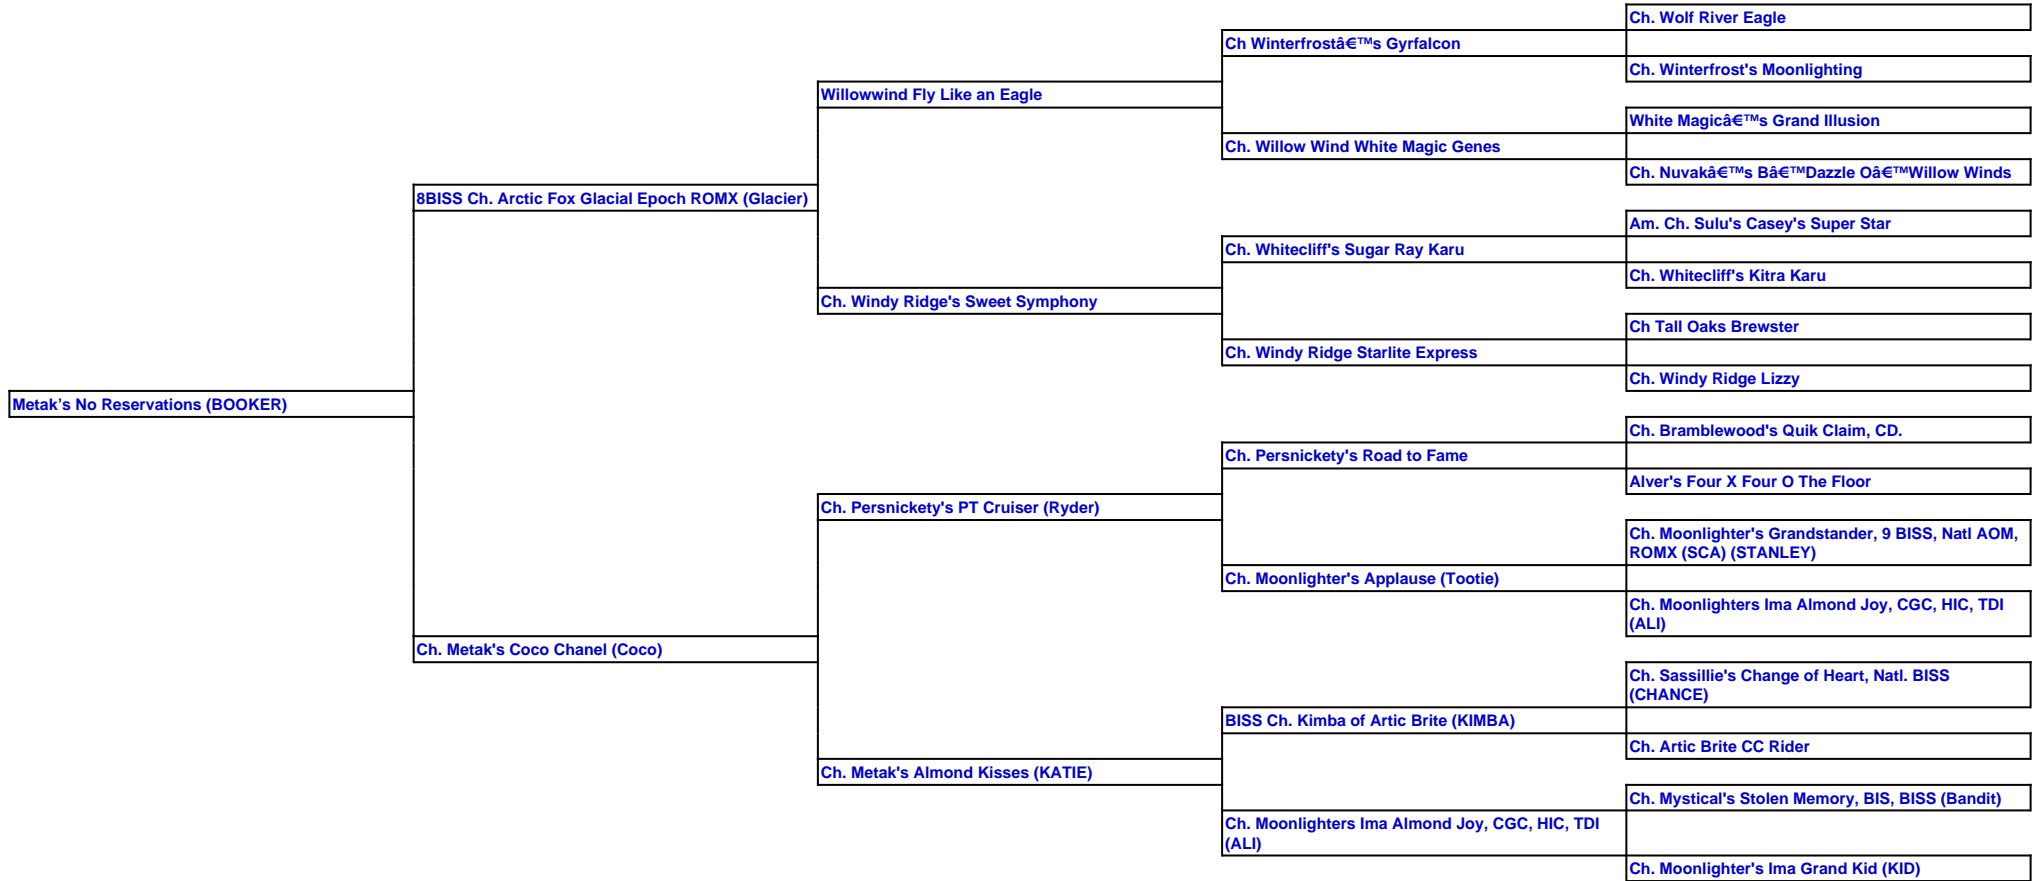 Ch. Wolf River Eagle
Ch Winterfrostâ€™s Gyrfalcon
Ch. Winterfrost's Moonlighting
Willowwind Fly Like an Eagle
White Magicâ€™s Grand Illusion
Ch. Willow Wind White Magic Genes
Ch. Nuvakâ€™s Bâ€™Dazzle Oâ€™Willow Winds
8BISS Ch. Arctic Fox Glacial Epoch ROMX (Glacier)
Am. Ch. Sulu's Casey's Super Star
Ch. Whitecliff's Sugar Ray Karu
Ch. Whitecliff's Kitra Karu
Ch. Windy Ridge's Sweet Symphony
Ch Tall Oaks Brewster
Ch. Windy Ridge Starlite Express
Ch. Windy Ridge Lizzy
Metak’s No Reservations (BOOKER)
Ch. Bramblewood's Quik Claim, CD.
Ch. Persnickety's Road to Fame
Alver's Four X Four O The Floor
Ch. Persnickety's PT Cruiser (Ryder)
Ch. Moonlighter's Grandstander, 9 BISS, Natl AOM,
ROMX (SCA) (STANLEY)
Ch. Moonlighter's Applause (Tootie)
Ch. Moonlighters Ima Almond Joy, CGC, HIC, TDI
(ALI)
Ch. Metak's Coco Chanel (Coco)
Ch. Sassillie's Change of Heart, Natl. BISS
(CHANCE)
BISS Ch. Kimba of Artic Brite (KIMBA)
Ch. Artic Brite CC Rider
Ch. Metak's Almond Kisses (KATIE)
Ch. Mystical's Stolen Memory, BIS, BISS (Bandit)
Ch. Moonlighters Ima Almond Joy, CGC, HIC, TDI
(ALI)
Ch. Moonlighter's Ima Grand Kid (KID)